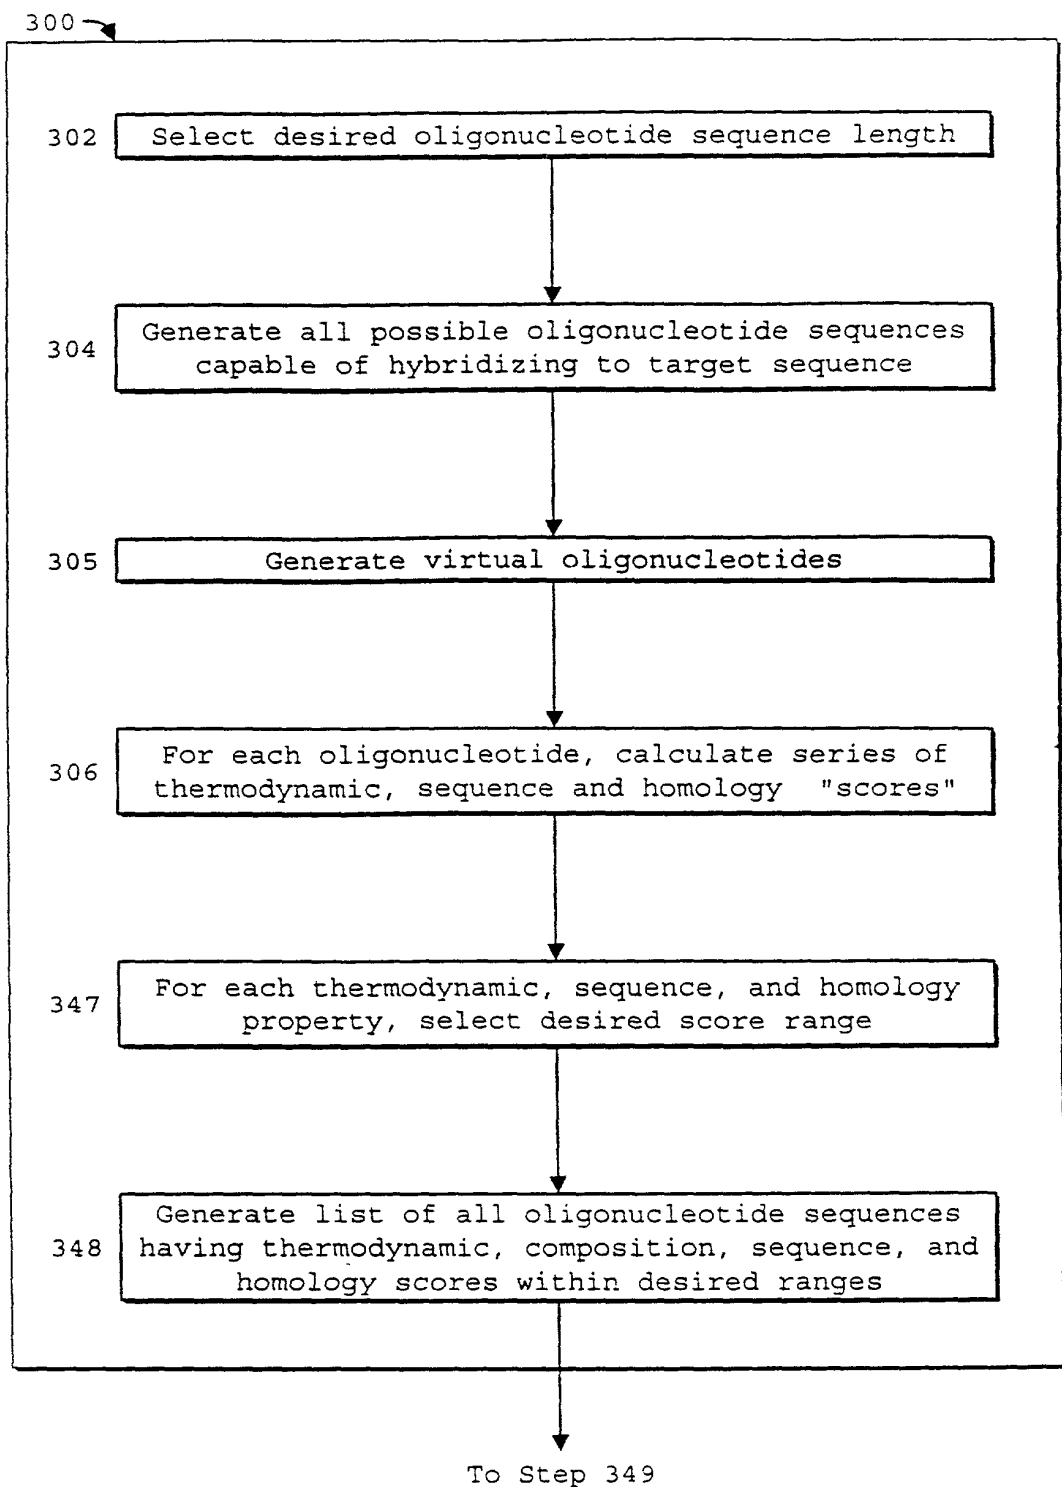 300
302 Select desired oligonucleotide sequence length
304 Generate all possible oligonucleotide sequences
capable of hybridizing to target sequence
305 Generate virtual oligonucleotides
306 For each oligonucleotide, calculate series of
thermodynamic, sequence and homology "scores"
347 For each thermodynamic, sequence, and homology
property, select desired score range
348 Generate list of all oligonucleotide sequences
having thermodynamic, composition, sequence, and
homology scores within desired ranges
To Step 349